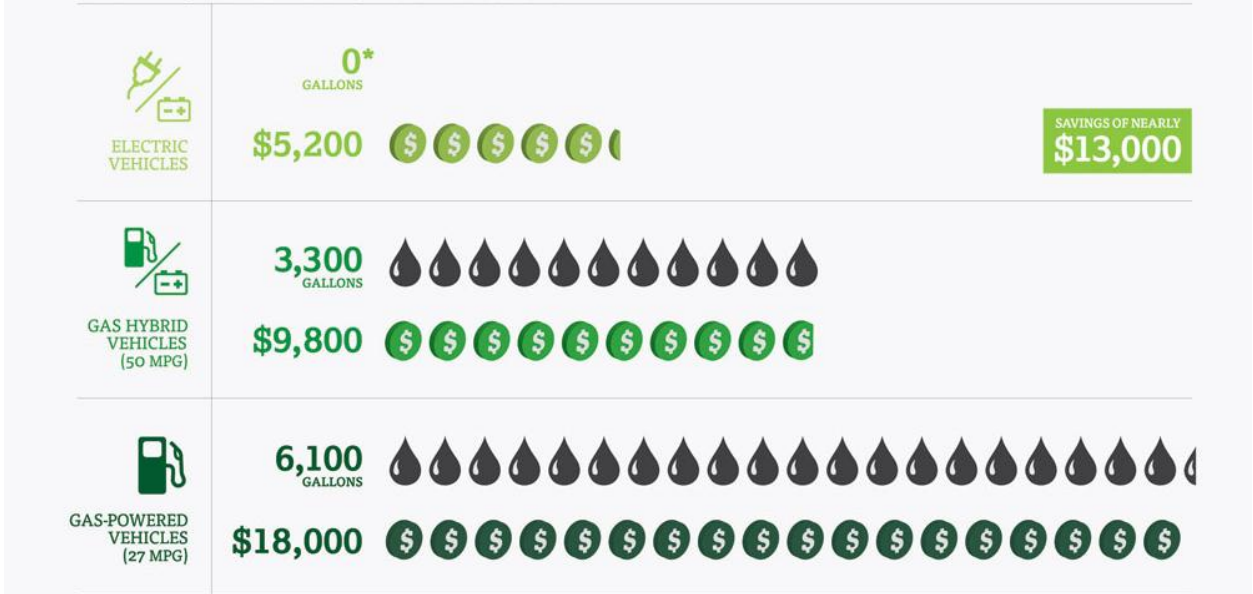 0*
GALLONS
ELECTRIC
VEHICLES
$5,200
SAVINGS OF NEARLY
$13,000
3,300
GALLONS
GAS HYBRID
VEHICLES
(50 MPG)
$9,800
6,100
GALLONS
GAS-POWERED
VEHICLES
(27 MPG)
$18,000